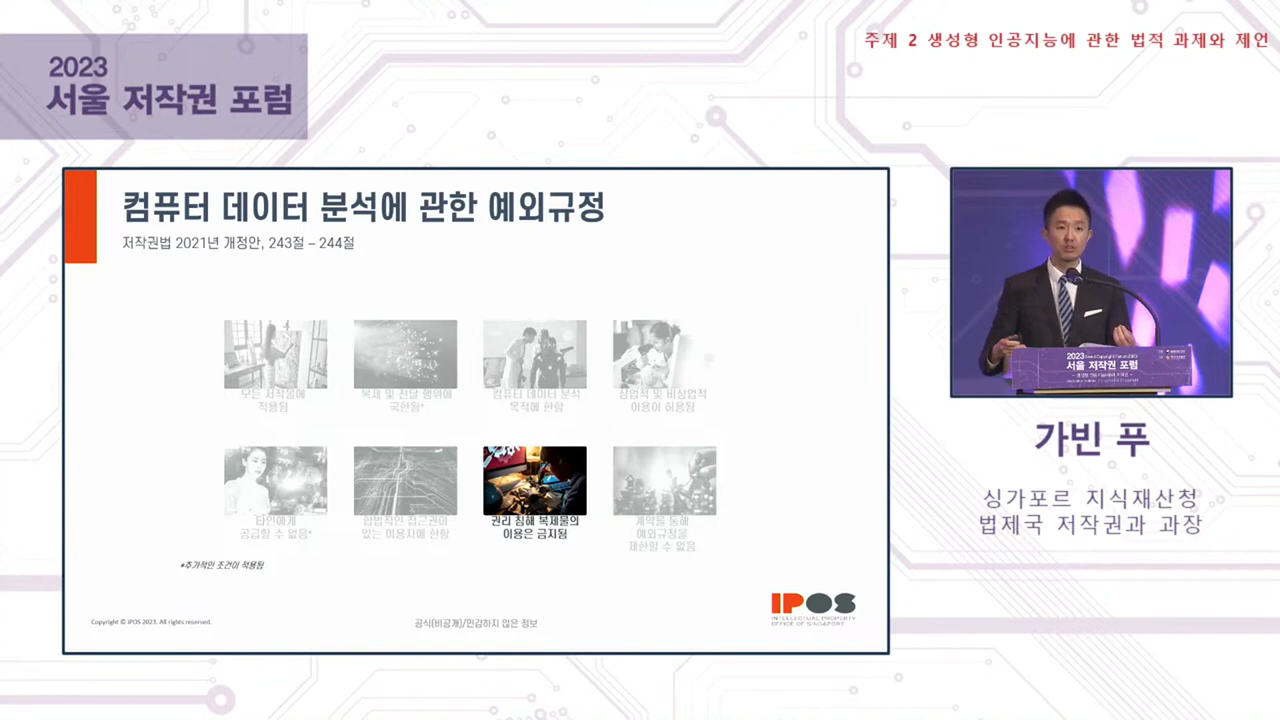 주제 2 생성형 인공지능에 관한 법적 과제와 제언
2023
서울 저작권 포럼
컴퓨터 데이터 분석에 관한 예외규정
저작권법 2021년 개정안, 243절 – 244절
모든 저작물에
적용됨
복제 및 전달 행위에
국한됨*
컴퓨터 데이터 분석
목적에 한함
상업적 및 비상업적
이용이 허용됨
타인에게
공급할 수 없음*
합법적인 접근권이
있는 이용자에 한함
권리 침해 복제물의
이용은 금지됨
계약을 통해
예외규정을
제한할 수 없음
*추가적인 조건이 적용됨
Copyright © IPOS 2023. All rights reserved.
공식(비공개)/민감하지 않은 정보
IPOS
INTELLECTUAL PROPERTY
OFFICE OF SINGAPORE
2023 Seoul Copyright Forum 2023
서울 저작권 포럼
가빈 푸
싱가포르 지식재산청
법제국 저작권과 과장